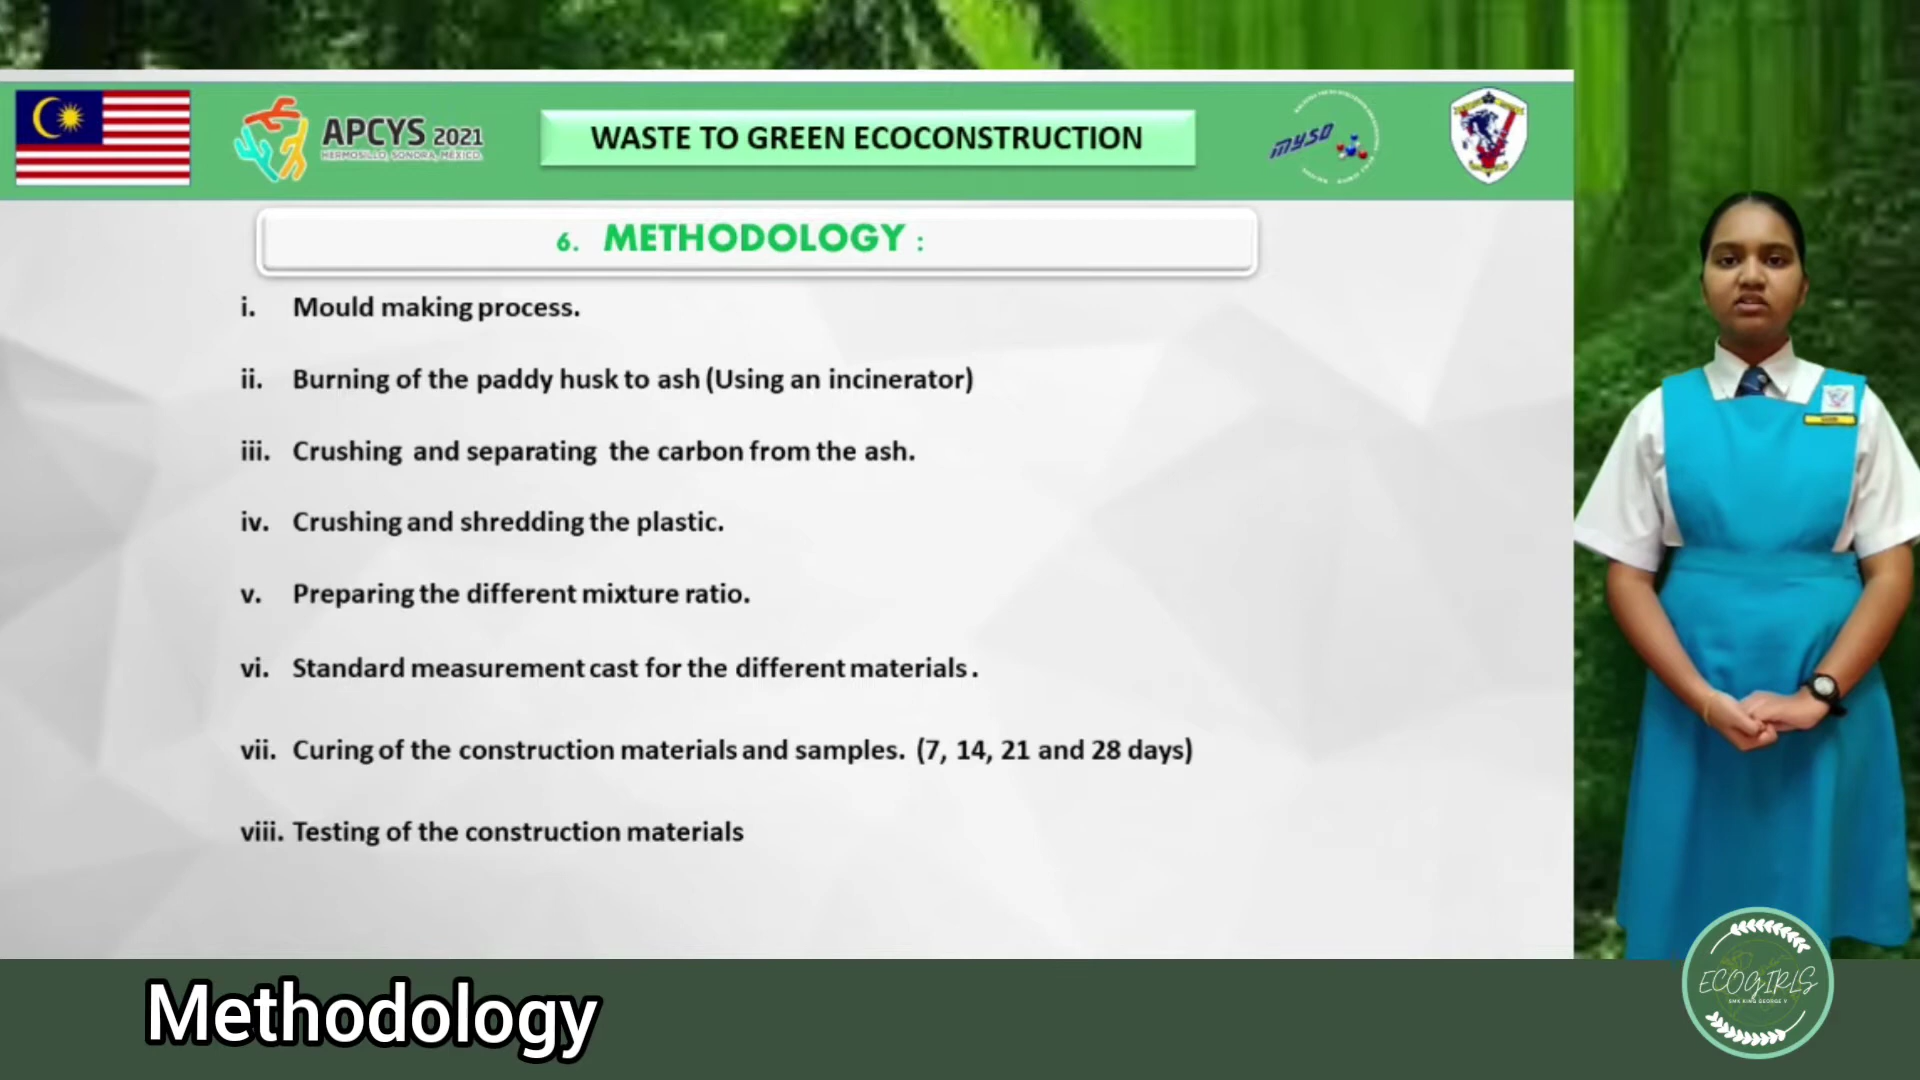 APCYS 2021
HERMOSILLO, SONORA, MÉXICO.
WASTE TO GREEN ECOCONSTRUCTION
MYSO
6. METHODOLOGY :
i. Mould making process.
ii. Burning of the paddy husk to ash (Using an incinerator)
iii. Crushing and separating the carbon from the ash.
iv. Crushing and shredding the plastic.
v. Preparing the different mixture ratio.
vi. Standard measurement cast for the different materials .
vii. Curing of the construction materials and samples. (7, 14, 21 and 28 days)
viii. Testing of the construction materials
ECOGIRLS
SMK KING GEORGE V
Methodology